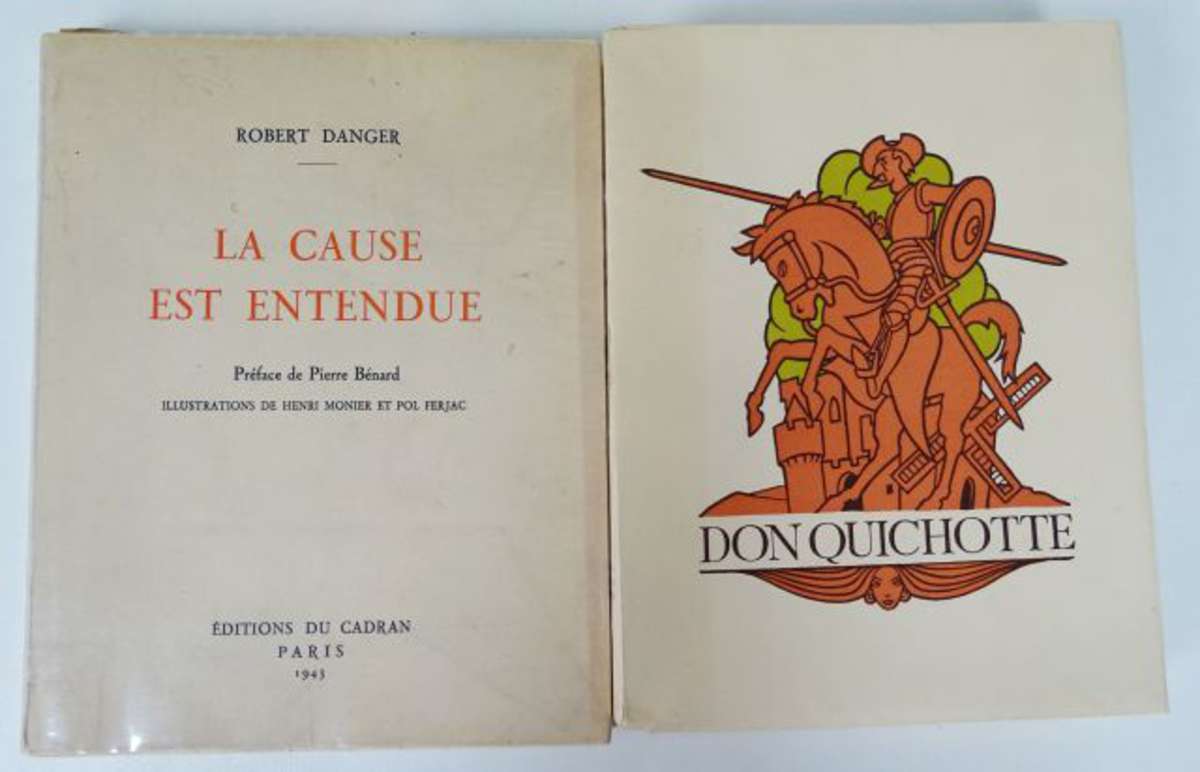 ROBERT DANGER
LA CAUSE
EST ENTENDUE
Préface de Pierre Bénard
ILLUSTRATIONS DE HENRI MONIER ET POL FERJAC
ÉDITIONS DU CADRAN
PARIS
1943
DON QUICHOTTE